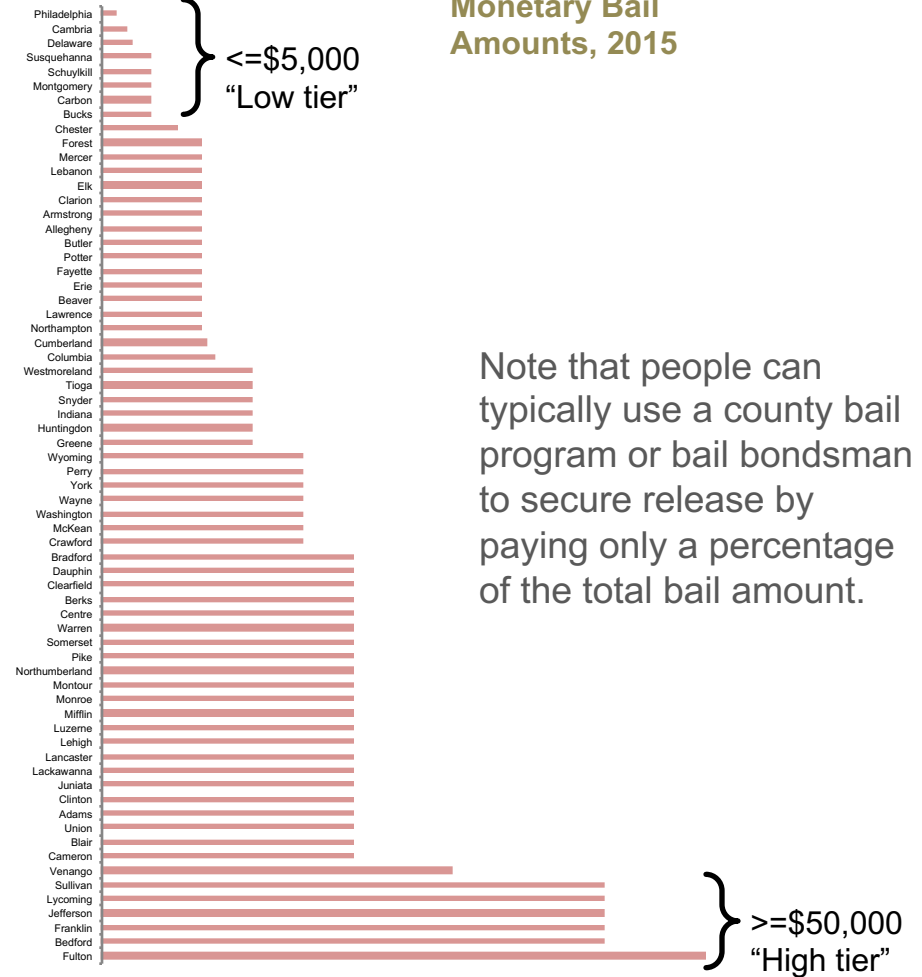 Monetary Bail
Amounts, 2015
Philadelphia
Cambria
Delaware
Susquehanna
Schuylkill
Montgomery
Carbon
Bucks
<=$5,000
“Low tier”
Chester
Forest
Mercer
Lebanon
Elk
Clarion
Armstrong
Allegheny
Butler
Potter
Fayette
Erie
Beaver
Lawrence
Northampton
Cumberland
Columbia
Westmoreland
Tioga
Snyder
Indiana
Huntingdon
Greene
Wyoming
Perry
York
Wayne
Washington
McKean
Crawford
Bradford
Dauphin
Clearfield
Berks
Centre
Warren
Somerset
Pike
Northumberland
Montour
Monroe
Mifflin
Luzerne
Lehigh
Lancaster
Lackawanna
Juniata
Clinton
Adams
Union
Blair
Cameron
Venango
Sullivan
Lycoming
Jefferson
Franklin
Bedford
Fulton
Note that people can
typically use a county bail
program or bail bondsman
to secure release by
paying only a percentage
of the total bail amount.
>=$50,000
“High tier”